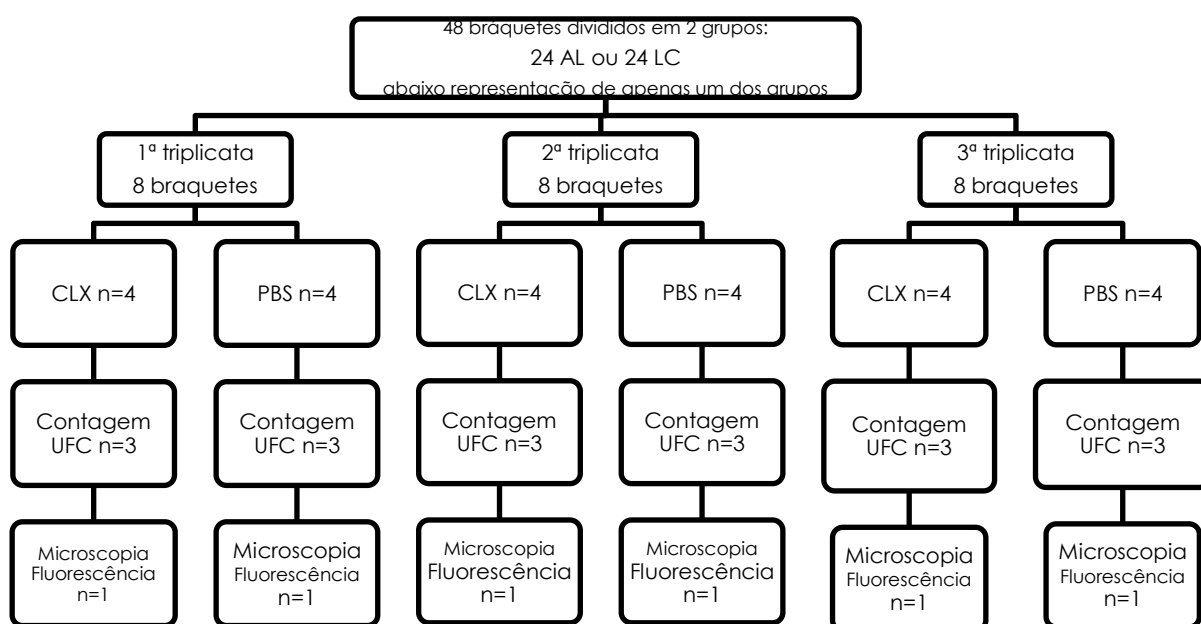 48 bráquetes divididos em 2 grupos:
24 AL ou 24 LC
abaixo representação de apenas um dos grupos
1ª triplicata
8 braquetes
2ª triplicata
8 braquetes
3ª triplicata
8 braquetes
CLX n=4
PBS n=4
CLX n=4
PBS n=4
CLX n=4
PBS n=4
Contagem
UFC n=3
Contagem
UFC n=3
Contagem
UFC n=3
Contagem
UFC n=3
Contagem
UFC n=3
Contagem
UFC n=3
Microscopia
Fluorescência
n=1
Microscopia
Fluorescência
n=1
Microscopia
Fluorescência
n=1
Microscopia
Fluorescência
n=1
Microscopia
Fluorescência
n=1
Microscopia
Fluorescência
n=1